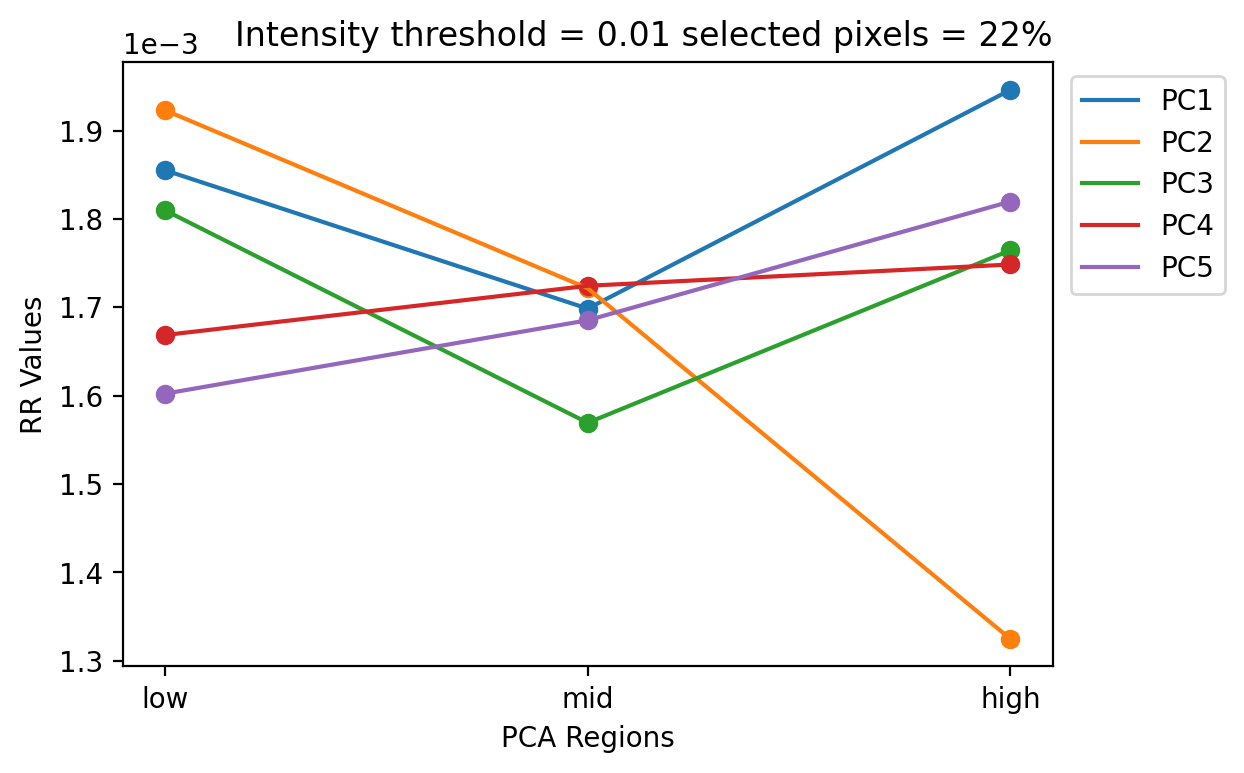 1e−3
Intensity threshold = 0.01 selected pixels = 22%
1.9
1.8
1.7
1.6
1.5
1.4
1.3
RR Values
low
mid
high
PCA Regions
PC1
PC2
PC3
PC4
PC5